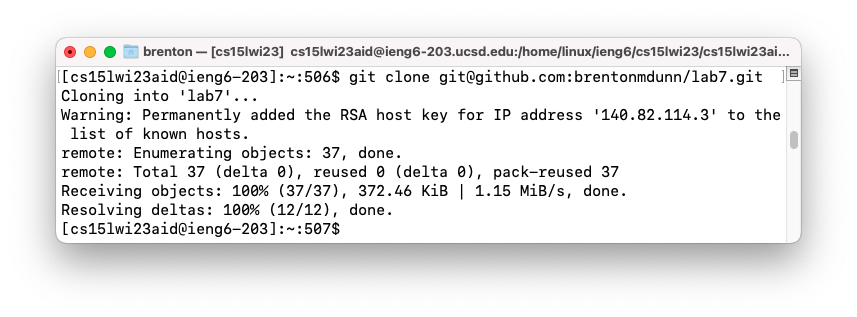 brenton — [cs15lwi23] cs15lwi23aid@ieng6-203.ucsd.edu:/home/linux/ieng6/cs15lwi23/cs15lwi23ai...
[[cs15lwi23aid@ieng6-203]:~:506$ git clone git@github.com:brentonmdunn/lab7.git ]
Cloning into 'lab7'...
Warning: Permanently added the RSA host key for IP address '140.82.114.3' to the
 list of known hosts.
remote: Enumerating objects: 37, done.
remote: Total 37 (delta 0), reused 0 (delta 0), pack-reused 37
Receiving objects: 100% (37/37), 372.46 KiB | 1.15 MiB/s, done.
Resolving deltas: 100% (12/12), done.
[cs15lwi23aid@ieng6-203]:~:507$